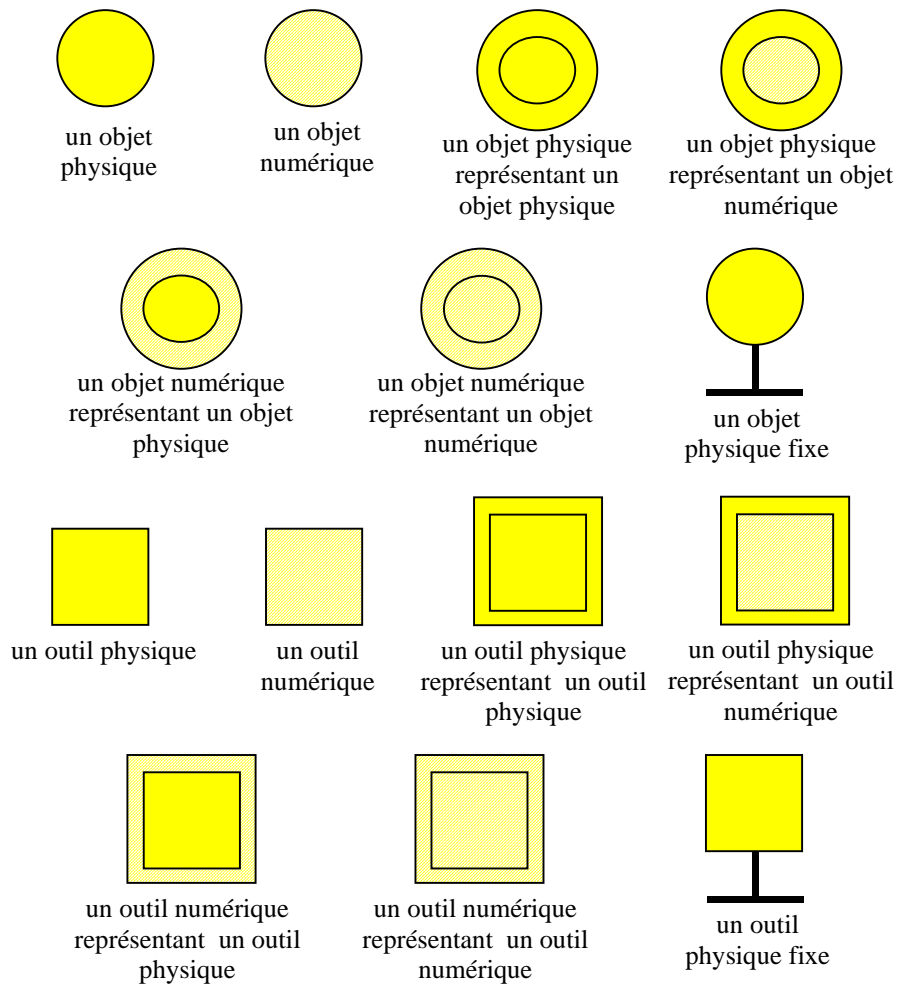 un objet
physique
un objet
numérique
un objet physique
représentant un
objet physique
un objet physique
représentant un objet
numérique
un objet numérique
représentant un objet
physique
un objet numérique
représentant un objet
numérique
un objet
physique fixe
un outil physique
un outil
numérique
un outil physique
représentant un outil
physique
un outil physique
représentant un outil
numérique
un outil numérique
représentant un outil
physique
un outil numérique
représentant un outil
numérique
un outil
physique fixe